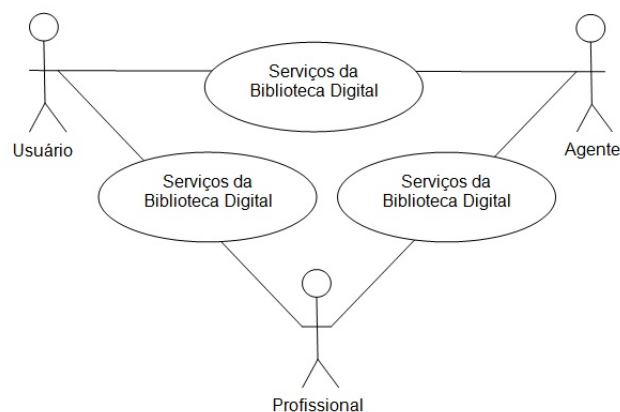 Serviços da
Biblioteca Digital
Usuário
Agente
Serviços da
Biblioteca Digital
Serviços da
Biblioteca Digital
Profissional